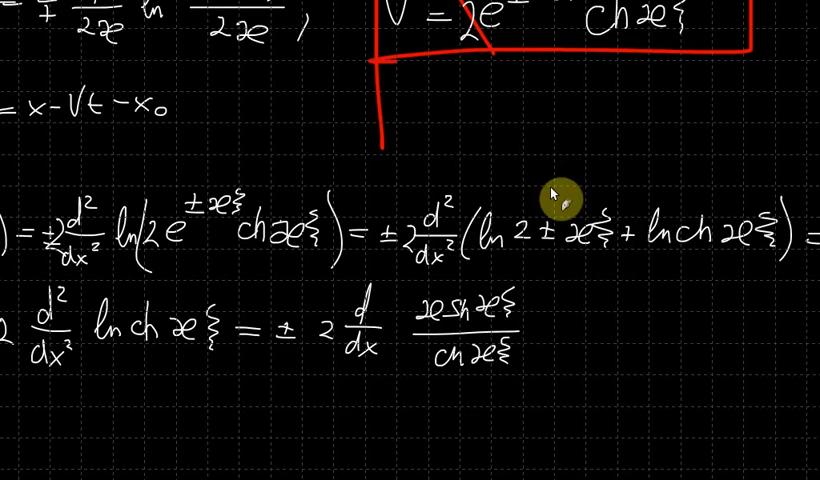 = ∓ 1/2æ ln 2æ ,
V = 2e^± chæξ
= x – Vt – x₀
) = ±2 d²/dx² ln(2e^±æξ chæξ) = ±2 d²/dx² (ln 2 ± æξ + ln ch æξ) =
2 d²/dx² ln ch æξ = ± 2 d/dx æ sh æξ / ch æξ